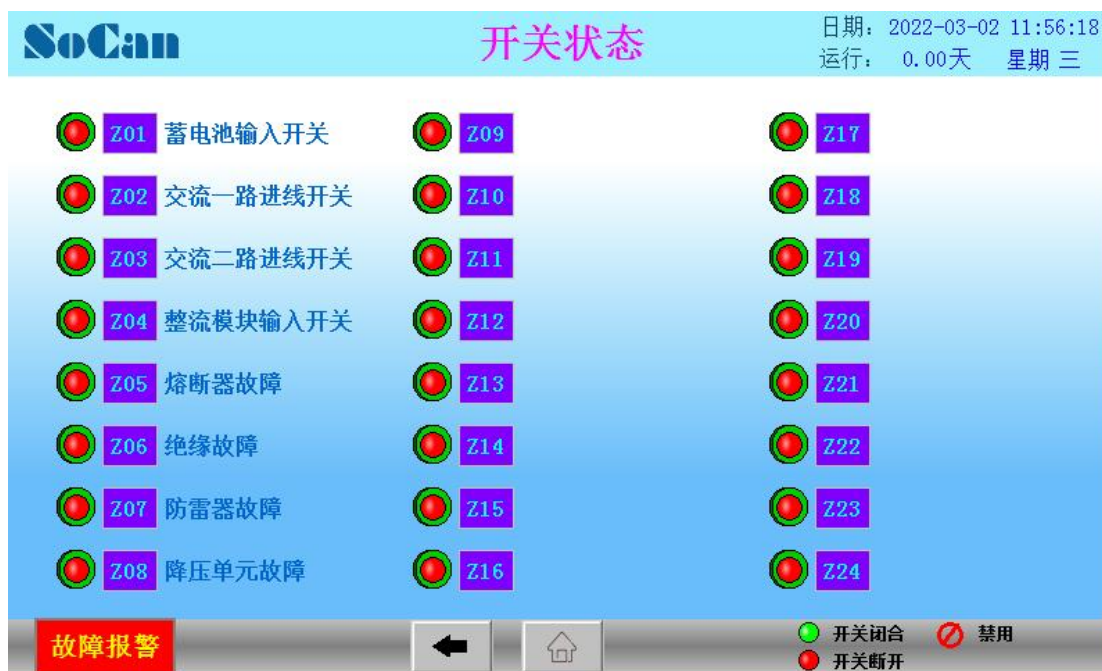 SoCan
开关状态
日期: 2022-03-02 11:56:18
运行: 0.00天 星期 三
Z01 蓄电池输入开关
Z02 交流一路进线开关
Z03 交流二路进线开关
Z04 整流模块输入开关
Z05 熔断器故障
Z06 绝缘故障
Z07 防雷器故障
Z08 降压单元故障
Z09
Z10
Z11
Z12
Z13
Z14
Z15
Z16
Z17
Z18
Z19
Z20
Z21
Z22
Z23
Z24
故障报警
开关闭合 禁用
开关断开